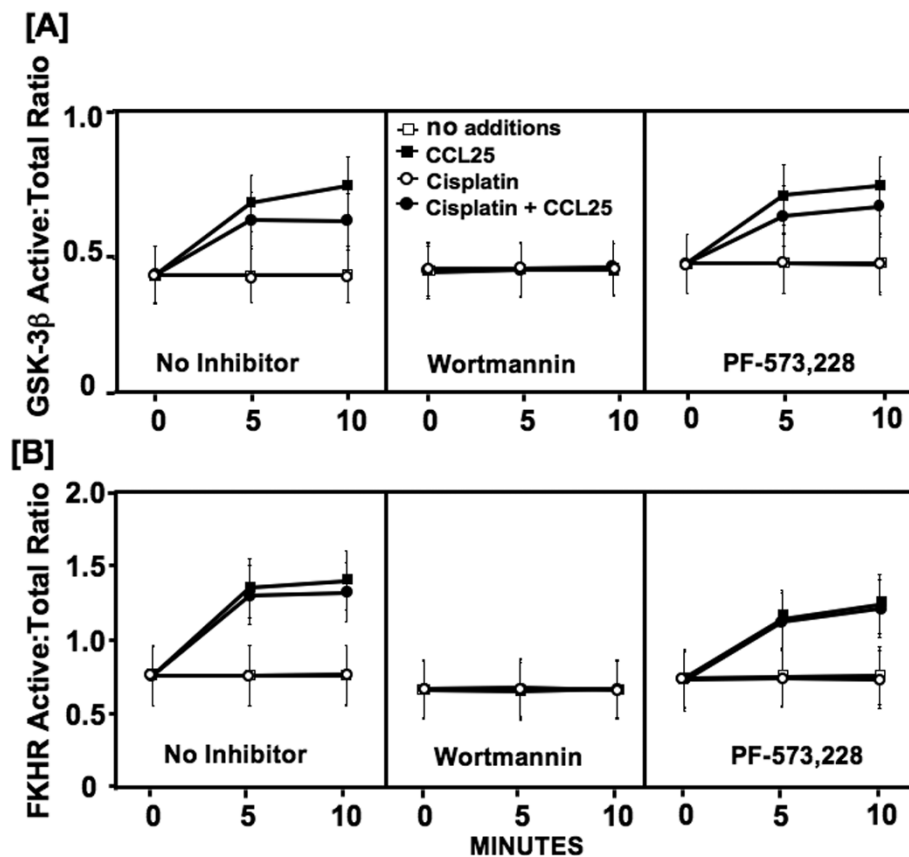 [A]
GSK-3β Active:Total Ratio
1.0
0.5
0
no additions
CCL25
Cisplatin
Cisplatin + CCL25
No Inhibitor
Wortmannin
PF-573,228
0 5 10 0 5 10 0 5 10
[B]
FKHR Active:Total Ratio
2.0
1.5
1.0
0.5
0
No Inhibitor
Wortmannin
PF-573,228
0 5 10 0 5 10 0 5 10
MINUTES